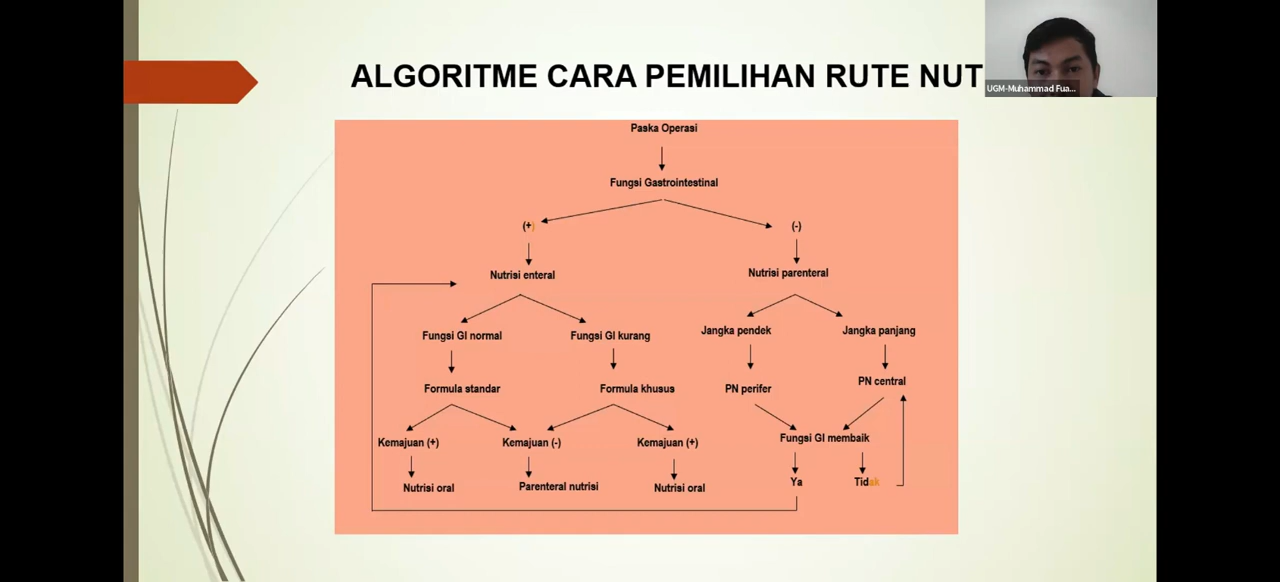 ALGORITME CARA PEMILIHAN RUTE NUT
UGM-Muhammad Fua...
Paska Operasi
Fungsi Gastrointestinal
(+) (-)
Nutrisi enteral Nutrisi parenteral
Fungsi GI normal Fungsi GI kurang Jangka pendek Jangka panjang
Formula standar Formula khusus PN perifer PN central
Kemajuan (+) Kemajuan (-) Kemajuan (+) Fungsi GI membaik
Nutrisi oral Parenteral nutrisi Nutrisi oral Ya Tidak